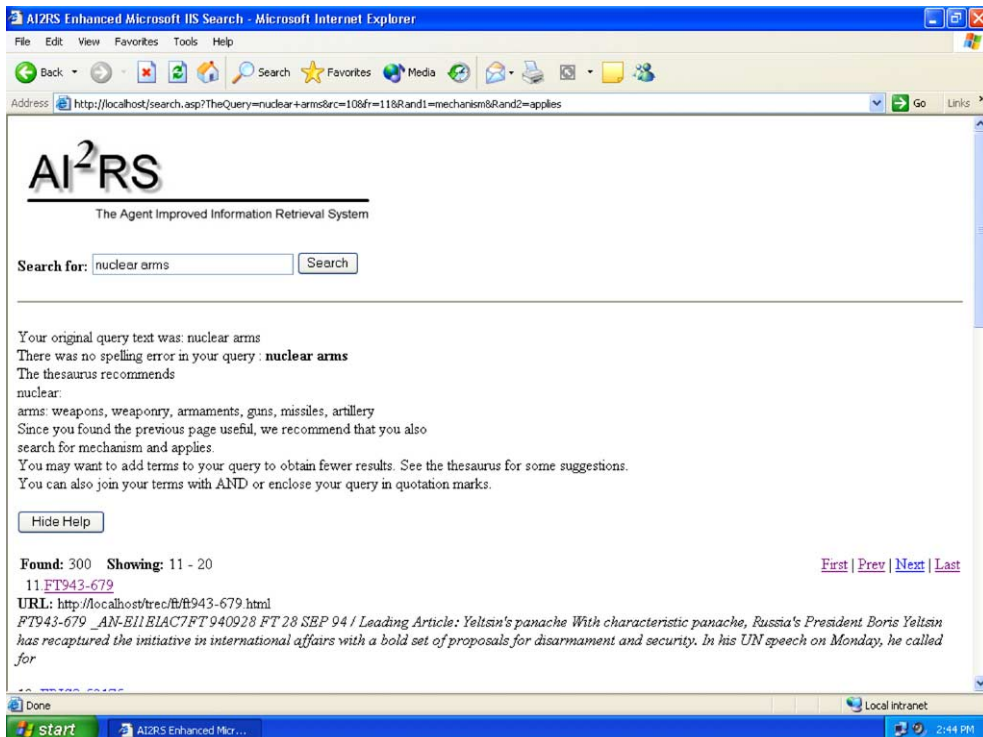 AI2RS Enhanced Microsoft IIS Search - Microsoft Internet Explorer
File Edit View Favorites Tools Help
Back Search Favorites Media
Address http://localhost/search.asp?TheQuery=nuclear+arms&rc=10&fr=11&Rand1=mechanism&Rand2=applies Go Links
AI2RS
The Agent Improved Information Retrieval System
Search for: nuclear arms Search
Your original query text was: nuclear arms
There was no spelling error in your query : nuclear arms
The thesaurus recommends
nuclear:
arms: weapons, weaponry, armaments, guns, missiles, artillery
Since you found the previous page useful, we recommend that you also
search for mechanism and applies.
You may want to add terms to your query to obtain fewer results. See the thesaurus for some suggestions.
You can also join your terms with AND or enclose your query in quotation marks.
Hide Help
Found: 300 Showing: 11 - 20 First | Prev | Next | Last
11.FT943-679
URL: http://localhost/trec/ft/ft943-679.html
FT943-679 _AN-EI1E1AC7FT 940928 FT 28 SEP 94 / Leading Article: Yeltsin's panache With characteristic panache, Russia's President Boris Yeltsin
has recaptured the initiative in international affairs with a bold set of proposals for disarmament and security. In his UN speech on Monday, he called
for
Done Local intranet
start AI2RS Enhanced Micr... 2:44 PM